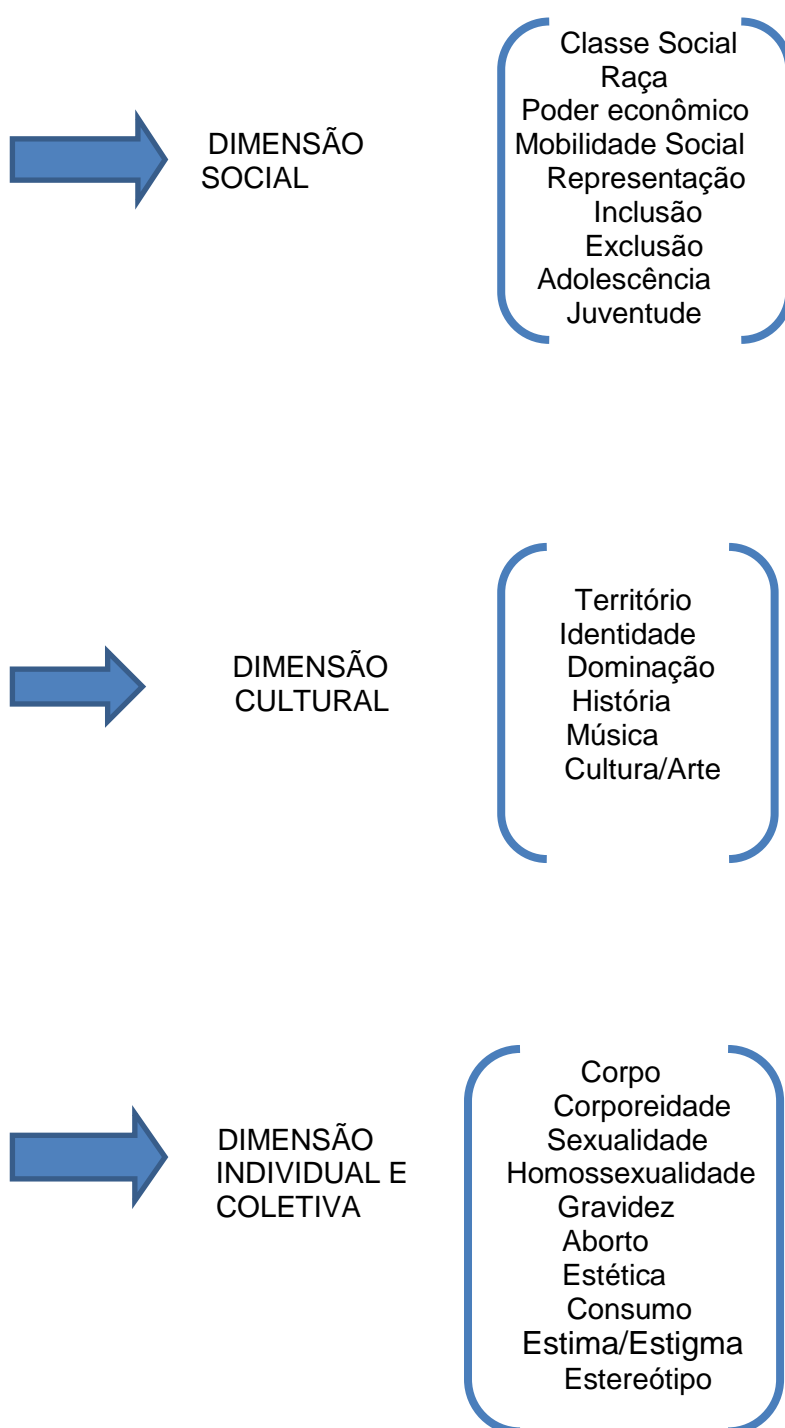 DIMENSÃO
SOCIAL
Classe Social
Raça
Poder econômico
Mobilidade Social
Representação
Inclusão
Exclusão
Adolescência
Juventude
DIMENSÃO
CULTURAL
Território
Identidade
Dominação
História
Música
Cultura/Arte
DIMENSÃO
INDIVIDUAL E
COLETIVA
Corpo
Corporeidade
Sexualidade
Homossexualidade
Gravidez
Aborto
Estética
Consumo
Estima/Estigma
Estereótipo